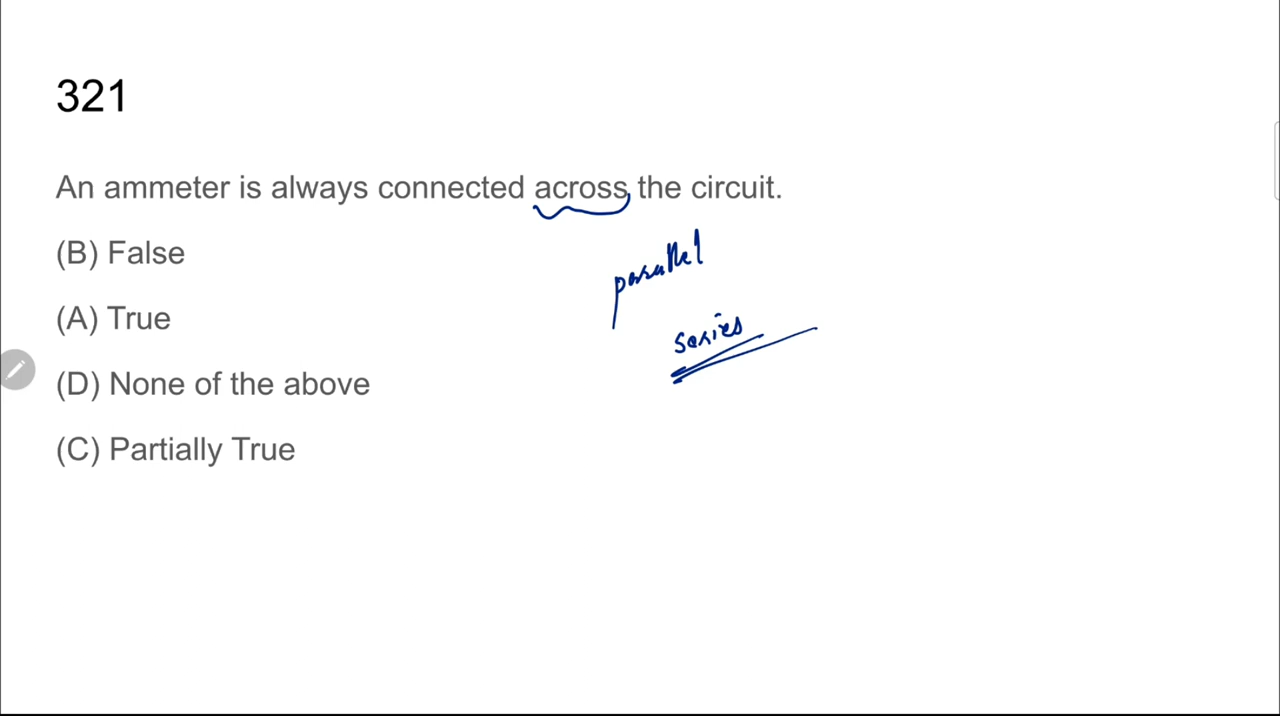 321
An ammeter is always connected across the circuit.
(B) False
parallel
(A) True
series
(D) None of the above
(C) Partially True